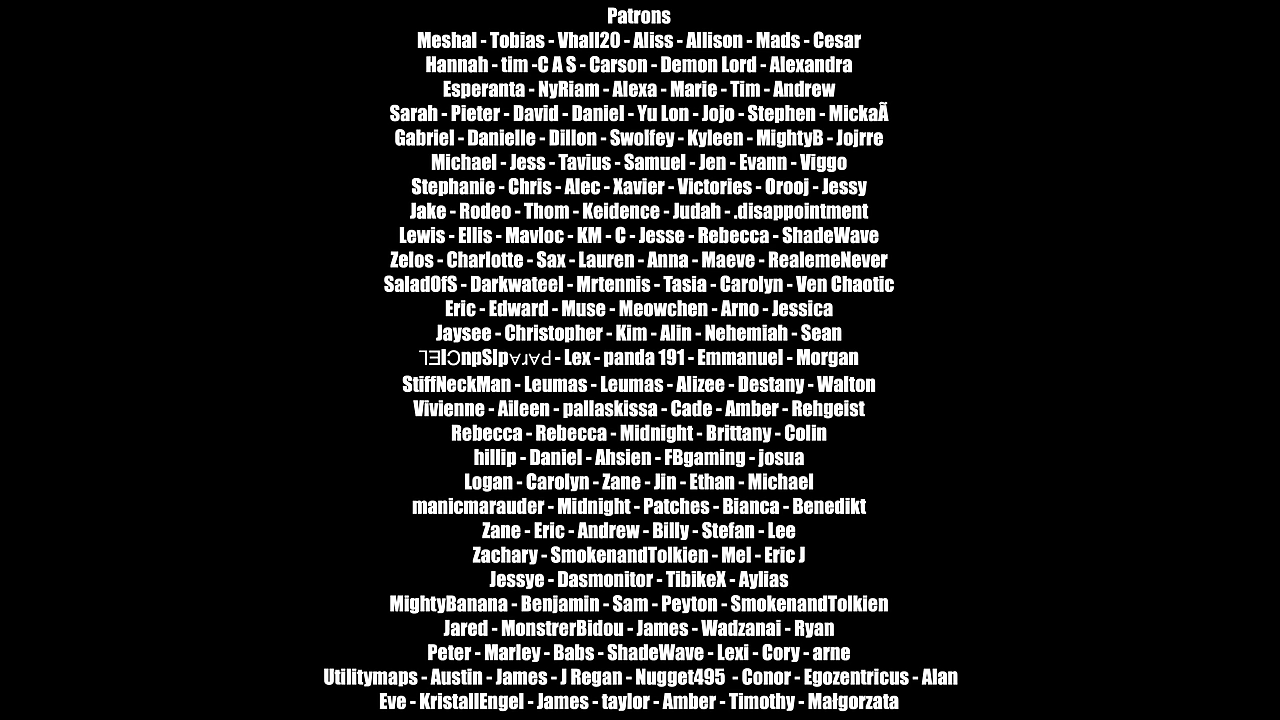 Patrons
Meshal - Tobias - Vhall20 - Aliss - Allison - Mads - Cesar
Hannah - tim -C A S - Carson - Demon Lord - Alexandra
Esperanta - NyRiam - Alexa - Marie - Tim - Andrew
Sarah - Pieter - David - Daniel - Yu Lon - Jojo - Stephen - MickaÃ
Gabriel - Danielle - Dillon - Swolfey - Kyleen - MightyB - Jojrre
Michael - Jess - Tavius - Samuel - Jen - Evann - Viggo
Stephanie - Chris - Alec - Xavier - Victories - Orooj - Jessy
Jake - Rodeo - Thom - Keidence - Judah - .disappointment
Lewis - Ellis - Mavloc - KM - C - Jesse - Rebecca - ShadeWave
Zelos - Charlotte - Sax - Lauren - Anna - Maeve - RealemeNever
SaladOfS - Darkwateel - Mrtennis - Tasia - Carolyn - Ven Chaotic
Eric - Edward - Muse - Meowchen - Arno - Jessica
Jaysee - Christopher - Kim - Alin - Nehemiah - Sean
⅂ƎIƆnpSIp∀ɹ∀Ԁ - Lex - panda 191 - Emmanuel - Morgan
StiffNeckMan - Leumas - Leumas - Alizee - Destany - Walton
Vivienne - Aileen - pallaskissa - Cade - Amber - Rehgeist
Rebecca - Rebecca - Midnight - Brittany - Colin
hillip - Daniel - Ahsien - FBgaming - josua
Logan - Carolyn - Zane - Jin - Ethan - Michael
manicmarauder - Midnight - Patches - Bianca - Benedikt
Zane - Eric - Andrew - Billy - Stefan - Lee
Zachary - SmokenandTolkien - Mel - Eric J
Jessye - Dasmonitor - TibikeX - Aylias
MightyBanana - Benjamin - Sam - Peyton - SmokenandTolkien
Jared - MonstrerBidou - James - Wadzanai - Ryan
Peter - Marley - Babs - ShadeWave - Lexi - Cory - arne
Utilitymaps - Austin - James - J Regan - Nugget495 - Conor - Egozentricus - Alan
Eve - KristallEngel - James - taylor - Amber - Timothy - Małgorzata